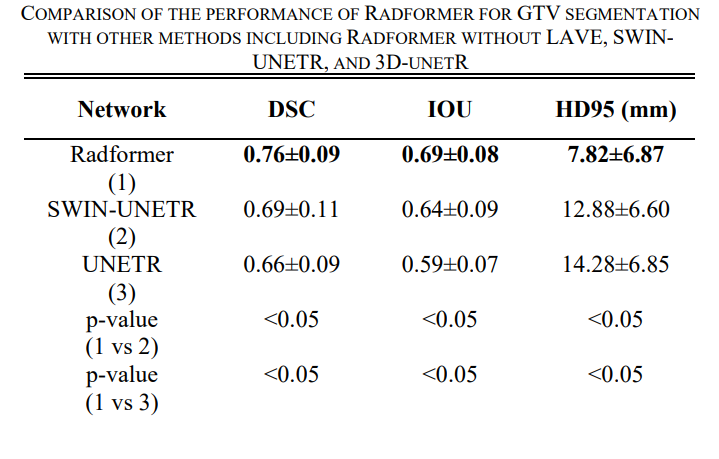 COMPARISON OF THE PERFORMANCE OF RADFORMER FOR GTV SEGMENTATION
WITH OTHER METHODS INCLUDING RADFORMER WITHOUT LAVE, SWIN-
UNETR, AND 3D-UNETR
Network DSC IOU HD95 (mm)
Radformer 0.76±0.09 0.69±0.08 7.82±6.87
(1)
SWIN-UNETR 0.69±0.11 0.64±0.09 12.88±6.60
(2)
UNETR 0.66±0.09 0.59±0.07 14.28±6.85
(3)
p-value <0.05 <0.05 <0.05
(1 vs 2)
p-value <0.05 <0.05 <0.05
(1 vs 3)